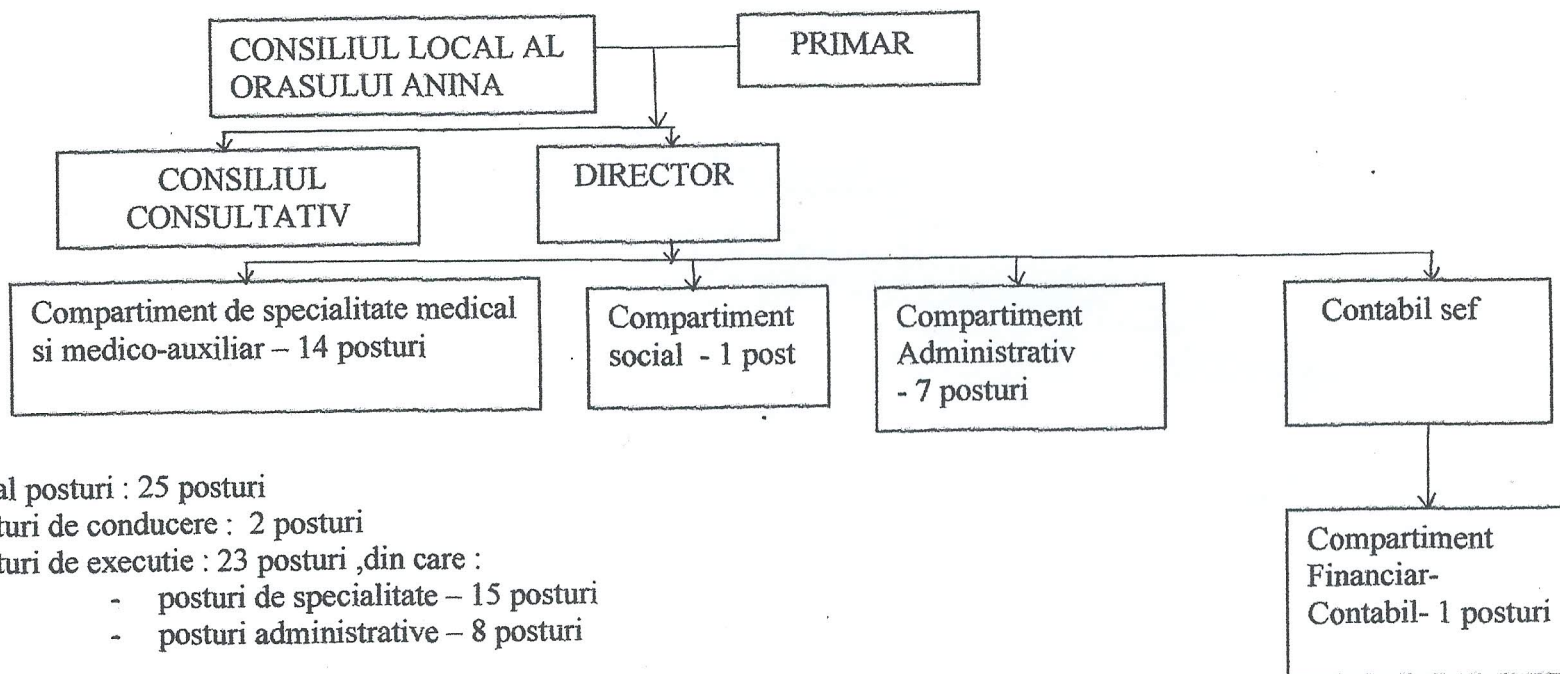 CONSILIUL LOCAL AL
ORASULUI ANINA
PRIMAR
CONSILIUL
CONSULTATIV
DIRECTOR
Compartiment de specialitate medical
si medico-auxiliar – 14 posturi
Compartiment
social - 1 post
Compartiment
Administrativ
- 7 posturi
Contabil sef
al posturi : 25 posturi
turi de conducere : 2 posturi
turi de executie : 23 posturi ,din care :
- posturi de specialitate – 15 posturi
- posturi administrative – 8 posturi
Compartiment
Financiar-
Contabil- 1 posturi